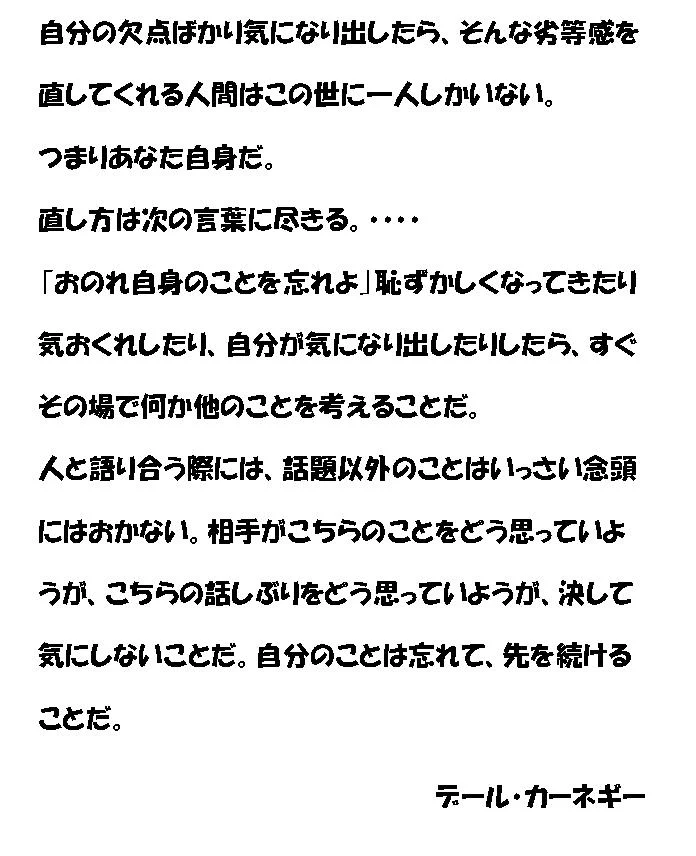 自分の欠点ばかり気になり出したら、そんな劣等感を
直してくれる人間はこの世に一人しかいない。
つまりあなた自身だ。
直し方は次の言葉に尽きる。・・・・
「おのれ自身のことを忘れよ」恥ずかしくなってきたり
気おくれしたり、自分が気になり出したりしたら、すぐ
その場で何か他のことを考えることだ。
人と語り合う際には、話題以外のことはいっさい念頭
にはおかない。相手がこちらのことをどう思っていよ
うが、こちらの話しぶりをどう思っていようが、決して
気にしないことだ。自分のことは忘れて、先を続ける
ことだ。
デール・カーネギー